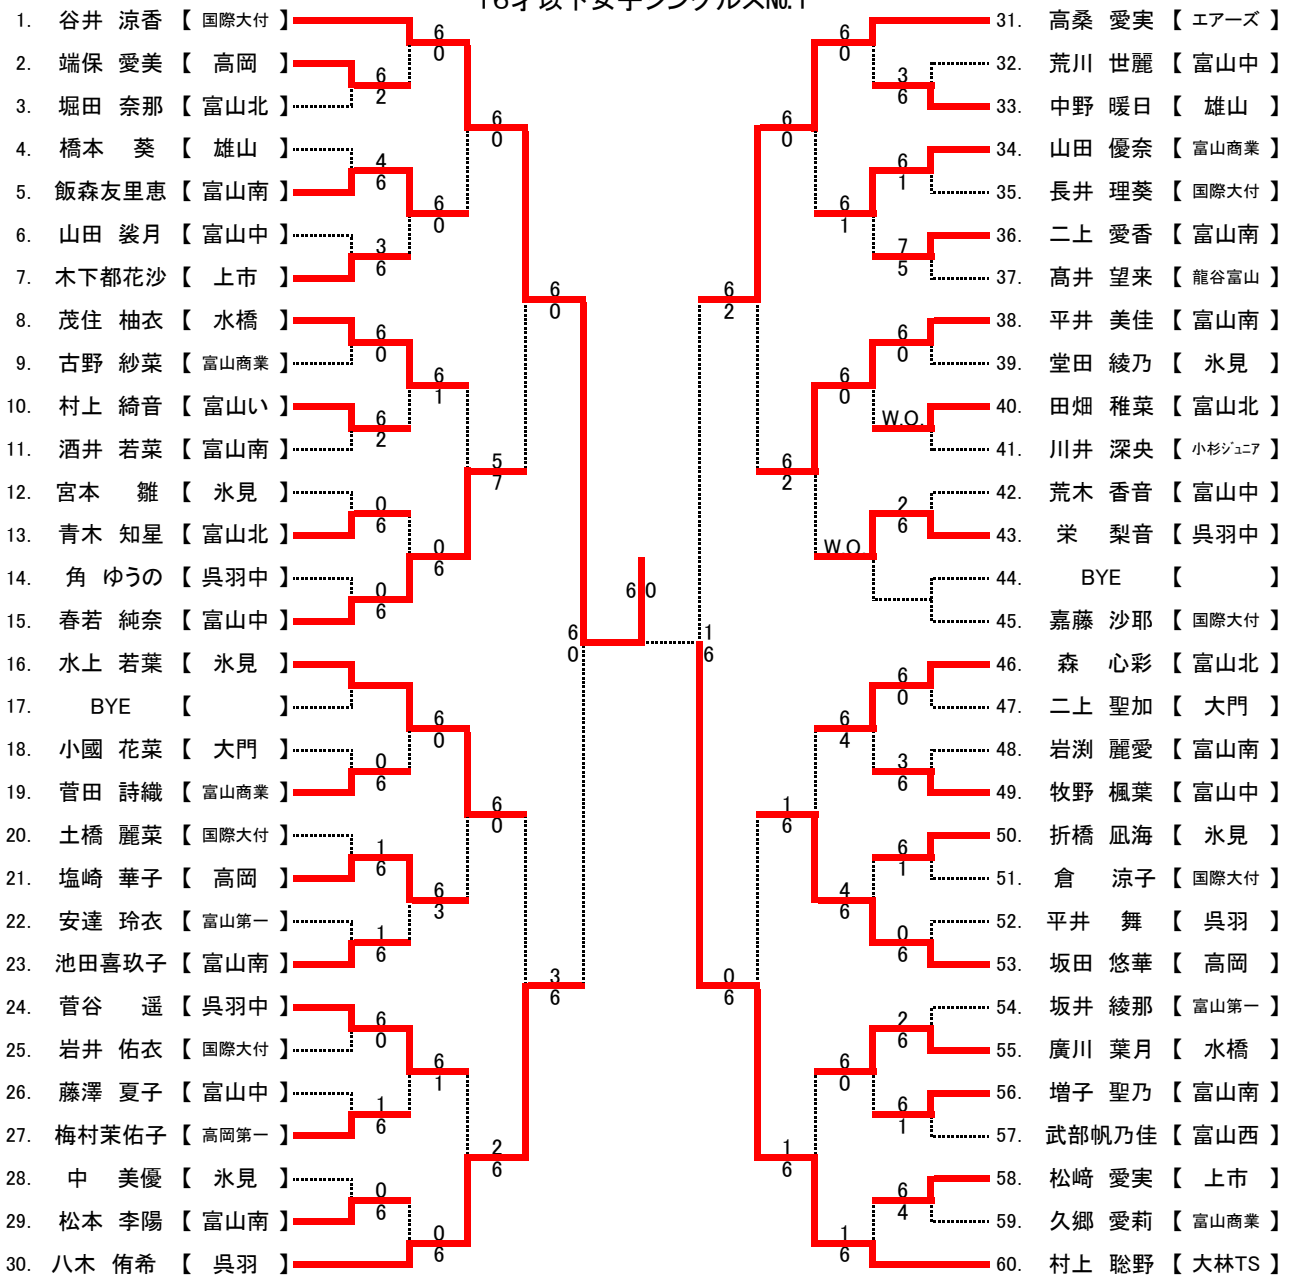 16才以下女子シングルスNo.1
1. 谷井 涼香 【 国際大付 】
2. 端保 愛美 【 高岡 】
3. 堀田 奈那 【 富山北 】
4. 橋本 葵 【 雄山 】
5. 飯森友里恵 【 富山南 】
6. 山田 裟月 【 富山中 】
7. 木下都花沙 【 上市 】
8. 茂住 柚衣 【 水橋 】
9. 古野 紗菜 【 富山商業 】
10. 村上 綺音 【 富山い 】
11. 酒井 若菜 【 富山南 】
12. 宮本 雛 【 氷見 】
13. 青木 知星 【 富山北 】
14. 角 ゆうの 【 呉羽中 】
15. 春若 純奈 【 富山中 】
16. 水上 若葉 【 氷見 】
17. BYE 【 】
18. 小國 花菜 【 大門 】
19. 菅田 詩織 【 富山商業 】
20. 土橋 麗菜 【 国際大付 】
21. 塩崎 華子 【 高岡 】
22. 安達 玲衣 【 富山第一 】
23. 池田喜玖子 【 富山南 】
24. 菅谷 遥 【 呉羽中 】
25. 岩井 佑衣 【 国際大付 】
26. 藤澤 夏子 【 富山中 】
27. 梅村茉佑子 【 高岡第一 】
28. 中 美優 【 氷見 】
29. 松本 李陽 【 富山南 】
30. 八木 侑希 【 呉羽 】
6 2
4 6
3 6
6 0
6 2
0 6
0 6
0 6
1 6
1 6
6 0
1 6
0 6
6 0
6 0
6 1
0 6
6 0
6 3
6 1
0 6
6 0
5 7
6 0
2 6
6 0
3 6
6 0
6 0
1 6
6 2
0 6
6 0
6 2
1 6
1 6
6 0
6 1
6 0
W.O.
6 4
4 6
6 0
1 6
3 6
6 1
7 5
6 0
W.O.
2 6
6 0
3 6
6 1
0 6
2 6
6 1
6 4
31. 高桑 愛実 【 エアーズ 】
32. 荒川 世麗 【 富山中 】
33. 中野 暖日 【 雄山 】
34. 山田 優奈 【 富山商業 】
35. 長井 理葵 【 国際大付 】
36. 二上 愛香 【 富山南 】
37. 髙井 望来 【 龍谷富山 】
38. 平井 美佳 【 富山南 】
39. 堂田 綾乃 【 氷見 】
40. 田畑 稚菜 【 富山北 】
41. 川井 深央 【 小杉ジュニア 】
42. 荒木 香音 【 富山中 】
43. 栄 梨音 【 呉羽中 】
44. BYE 【 】
45. 嘉藤 沙耶 【 国際大付 】
46. 森 心彩 【 富山北 】
47. 二上 聖加 【 大門 】
48. 岩渕 麗愛 【 富山南 】
49. 牧野 楓葉 【 富山中 】
50. 折橋 凪海 【 氷見 】
51. 倉 涼子 【 国際大付 】
52. 平井 舞 【 呉羽 】
53. 坂田 悠華 【 高岡 】
54. 坂井 綾那 【 富山第一 】
55. 廣川 葉月 【 水橋 】
56. 増子 聖乃 【 富山南 】
57. 武部帆乃佳 【 富山西 】
58. 松﨑 愛実 【 上市 】
59. 久郷 愛莉 【 富山商業 】
60. 村上 聡野 【 大林TS 】